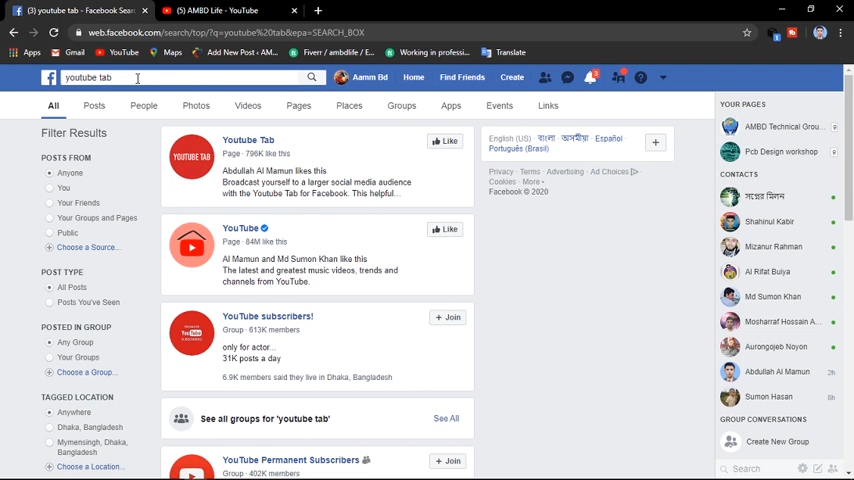 (3) youtube tab - Facebook Searc
(5) AMBD Life - YouTube
web.facebook.com/search/top/?q=youtube%20tab&epa=SEARCH_BOX
Apps
Gmail
YouTube
Maps
Add New Post ‹ AM...
Fiverr / ambdlife / E...
Working in professi...
Translate
youtube tab
Aamm Bd
Home
Find Friends
Create
3
All
Posts
People
Photos
Videos
Pages
Places
Groups
Apps
Events
Links
Filter Results
POSTS FROM
Anyone
You
Your Friends
Your Groups and Pages
Public
Choose a Source...
POST TYPE
All Posts
Posts You've Seen
POSTED IN GROUP
Any Group
Your Groups
Choose a Group...
TAGGED LOCATION
Anywhere
Dhaka, Bangladesh
Mymensingh, Dhaka,
Bangladesh
Choose a Location...
YOUTUBE TAB
Youtube Tab
Page · 796K like this
Like
Abdullah Al Mamun likes this
Broadcast yourself to a larger social media audience
with the Youtube Tab for Facebook. This helpful...
YouTube
Page · 84M like this
Like
Al Mamun and Md Sumon Khan like this
The latest and greatest music videos, trends and
channels from YouTube.
YouTube subscribers!
Group · 613K members
+ Join
only for actor...
31K posts a day
6.9K members said they live in Dhaka, Bangladesh
See all groups for 'youtube tab'
See All
YouTube Permanent Subscribers
Group · 402K members
+ Join
English (US) · বাংলা · অসমীয়া · Español ·
Português (Brasil)
Privacy · Terms · Advertising · Ad Choices
Cookies · More
Facebook © 2020
YOUR PAGES
AMBD Technical Grou...
9
Pcb Design workshop
9
CONTACTS
সপ্নের মিলন
Shahinul Kabir
Mizanur Rahman
Al Rifat Buiya
Md Sumon Khan
Mosharraf Hossain A...
Aurongojeb Noyon
Abdullah Al Mamun
2h
Sumon Hasan
8h
GROUP CONVERSATIONS
Create New Group
Search